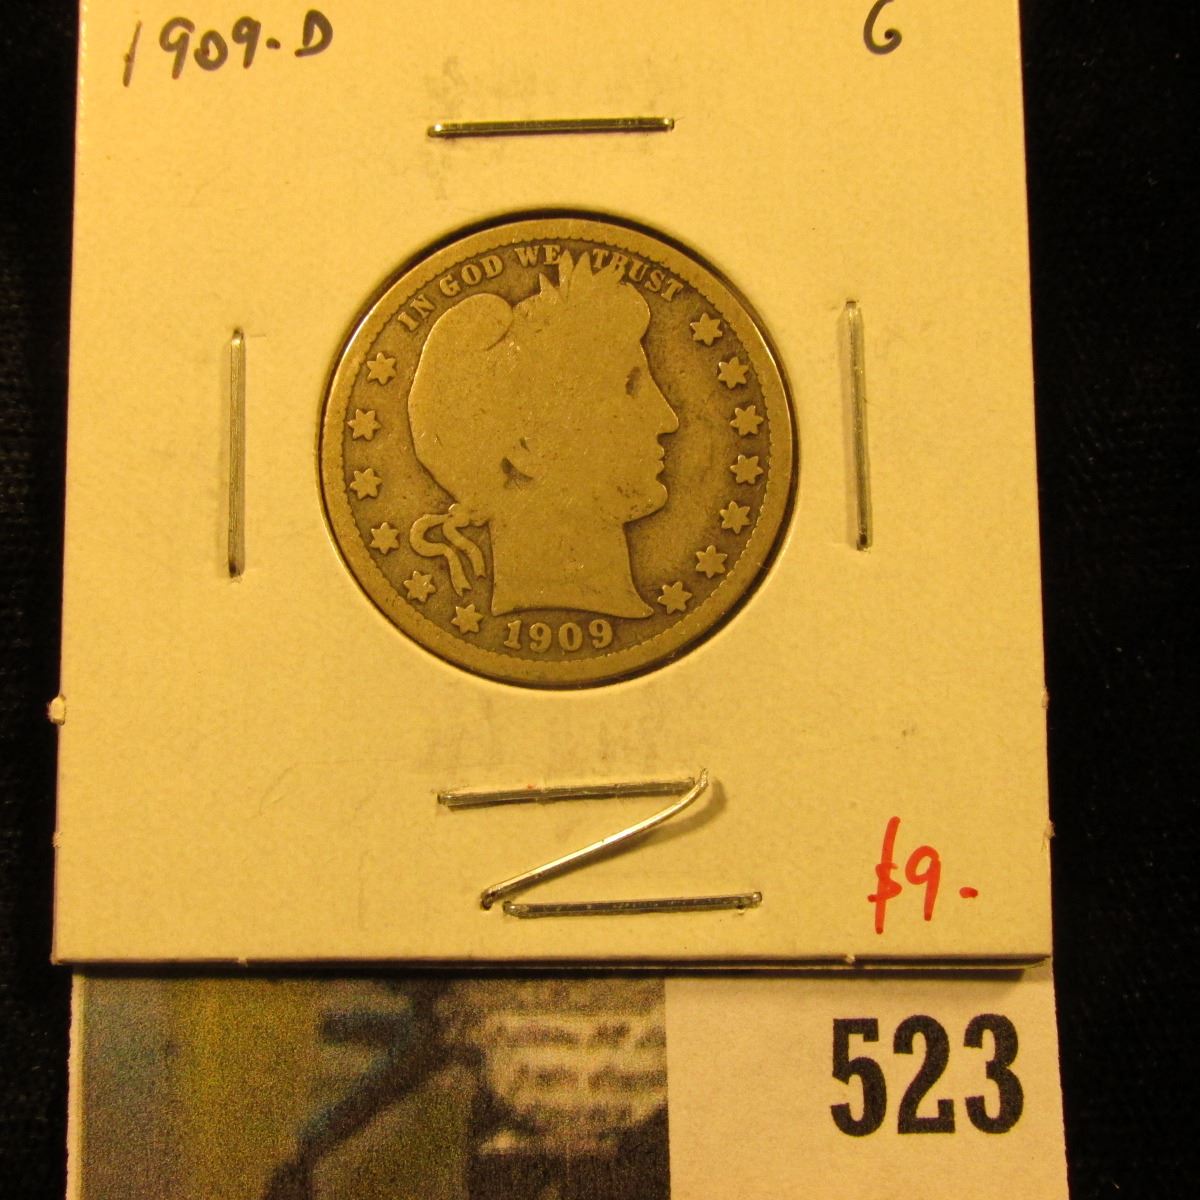 1909-D G
IN GOD WE TRUST
1909
$9-
523